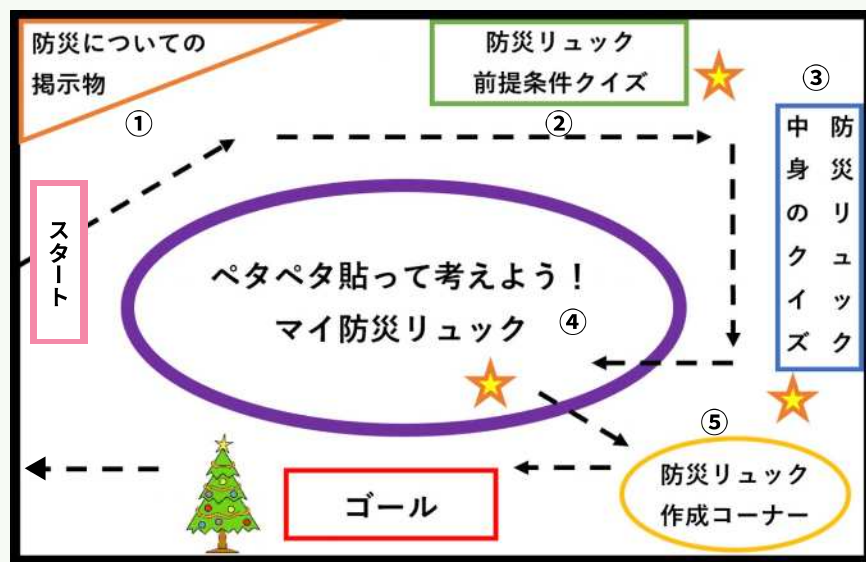 防災についての
掲示物
①
防災リュック
前提条件クイズ
②
③
防災リュック
中身のクイズ
スタート
ペタペタ貼って考えよう！
マイ防災リュック
④
⑤
防災リュック
作成コーナー
ゴール